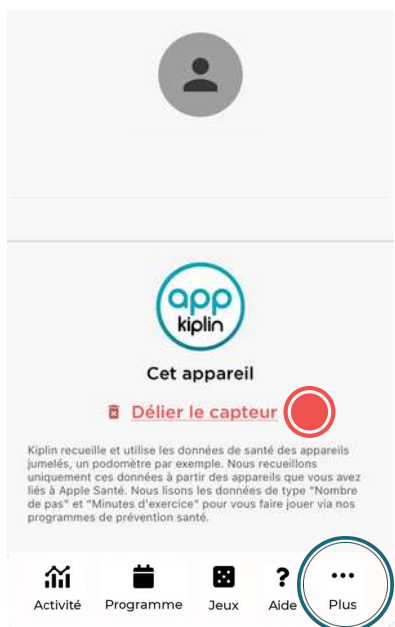 app
kiplin
Cet appareil
Délier le capteur
Kiplin recueille et utilise les données de santé des appareils
jumelés, un podomètre par exemple. Nous recueillons
uniquement ces données à partir des appareils que vous avez
liés à Apple Santé. Nous lisons les données de type "Nombre
de pas" et "Minutes d'exercice" pour vous faire jouer via nos
programmes de prévention santé.
Activité Programme Jeux Aide Plus